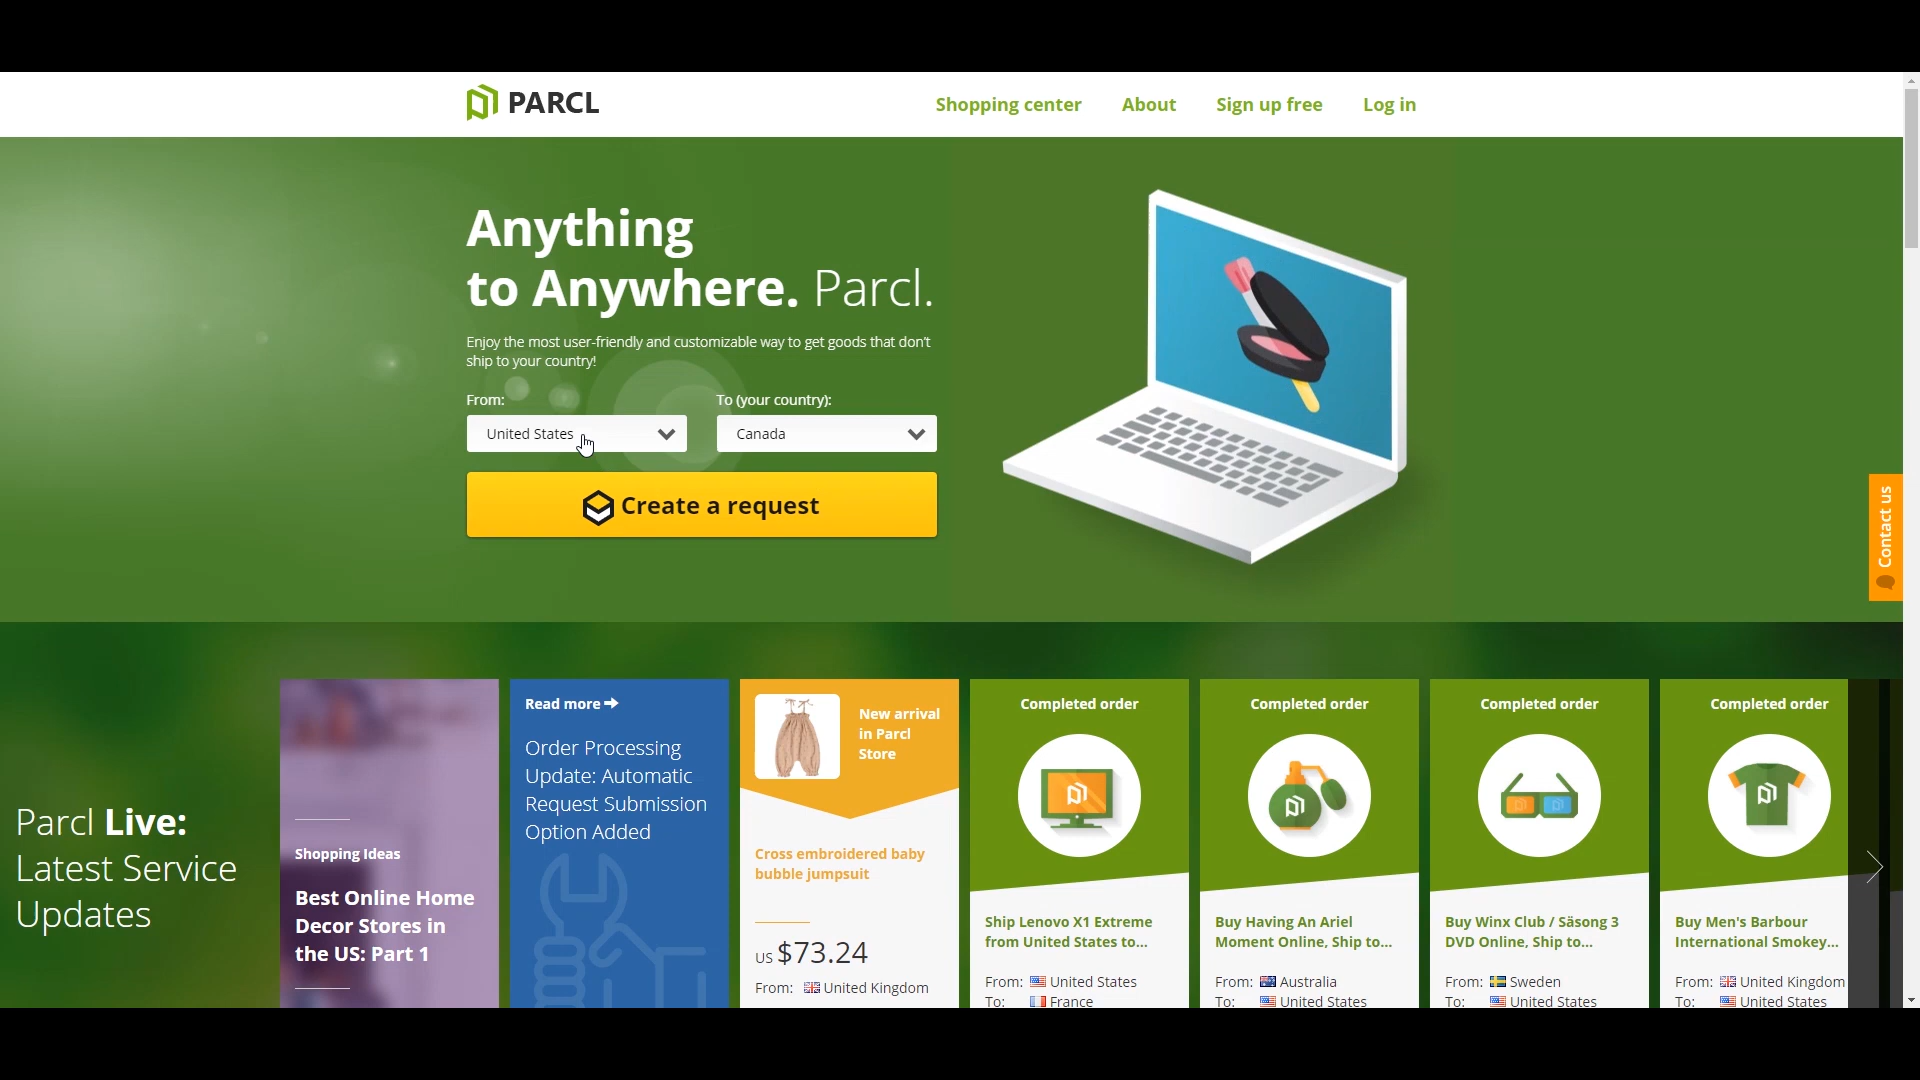 PARCL
Shopping center
About
Sign up free
Log in
Anything
to Anywhere. Parcl.
Enjoy the most user-friendly and customizable way to get goods that don't
ship to your country!
From:
To (your country):
United States
Canada
Create a request
Contact us
Parcl Live:
Latest Service
Updates
Shopping Ideas
Best Online Home
Decor Stores in
the US: Part 1
Read more
Order Processing
Update: Automatic
Request Submission
Option Added
New arrival
in Parcl
Store
Cross embroidered baby
bubble jumpsuit
US $73.24
From: United Kingdom
Completed order
Ship Lenovo X1 Extreme
from United States to...
From: United States
To: France
Completed order
Buy Having An Ariel
Moment Online, Ship to...
From: Australia
To: United States
Completed order
Buy Winx Club / Säsong 3
DVD Online, Ship to...
From: Sweden
To: United States
Completed order
Buy Men's Barbour
International Smokey...
From: United Kingdom
To: United States